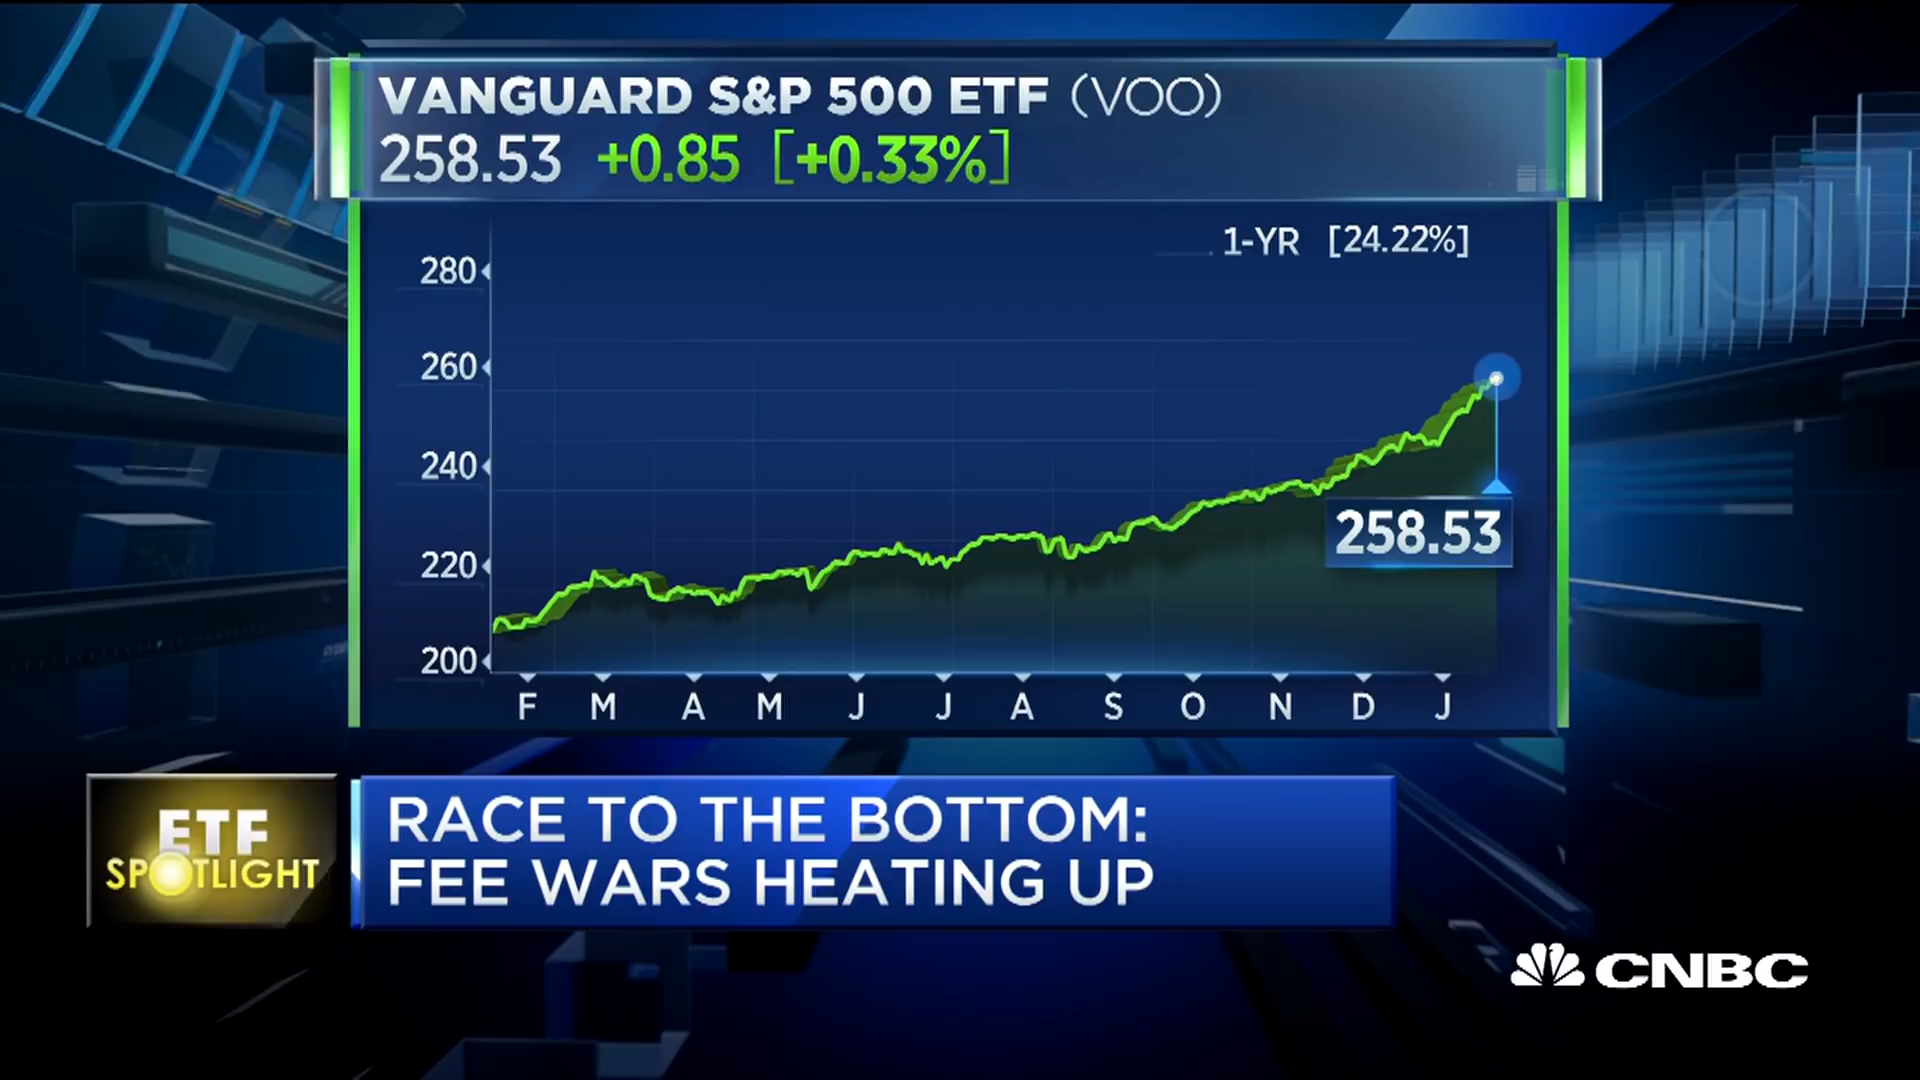 VANGUARD S&P 500 ETF (VOO)
258.53 +0.85 [+0.33%]
1-YR [24.22%]
280
260
240
220
200
258.53
F M A M J J A S O N D J
ETF
SPOTLIGHT
RACE TO THE BOTTOM:
FEE WARS HEATING UP
CNBC